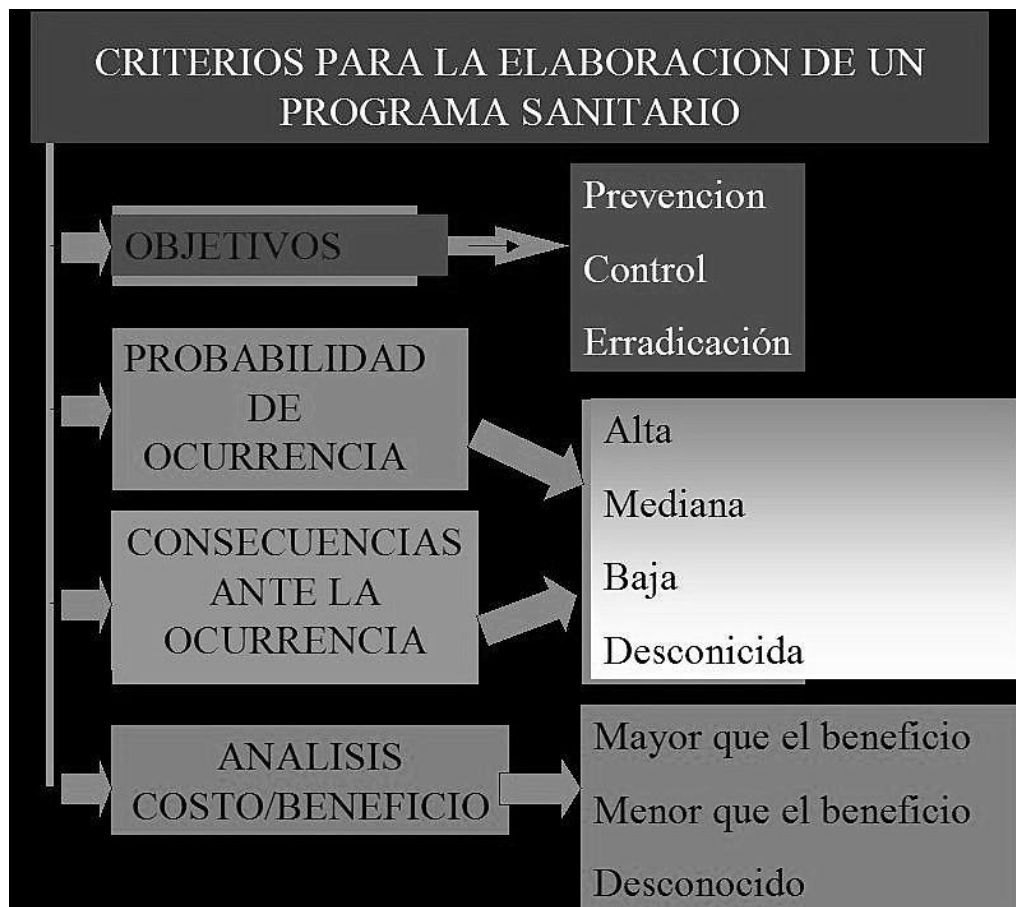 CRITERIOS PARA LA ELABORACION DE UN
PROGRAMA SANITARIO
OBJETIVOS
Prevencion
Control
Erradicación
PROBABILIDAD
DE
OCURRENCIA
CONSECUENCIAS
ANTE LA
OCURRENCIA
Alta
Mediana
Baja
Desconicida
ANALISIS
COSTO/BENEFICIO
Mayor que el beneficio
Menor que el beneficio
Desconocido